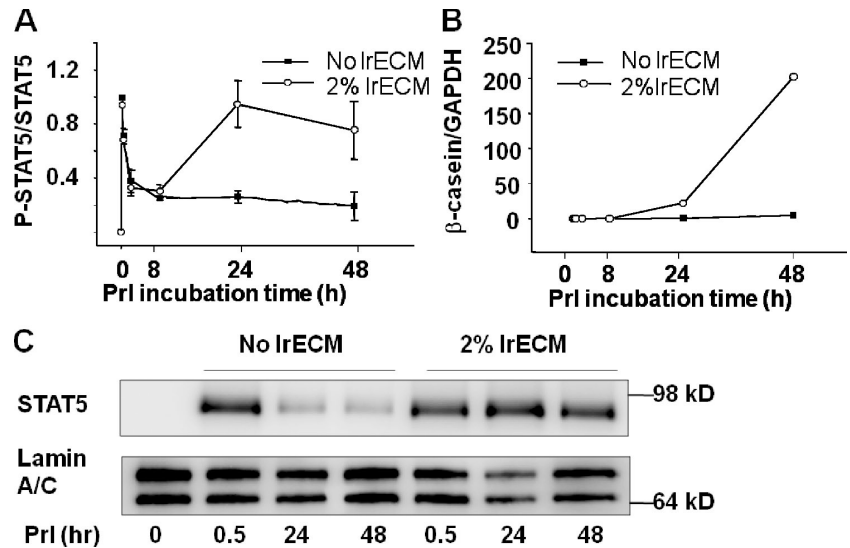 A
P-STAT5/STAT5
1.2
0.8
0.4
No lrECM
2% lrECM
0 8 24 48
Prl incubation time (h)
B
β-casein/GAPDH
250
200
150
100
50
0
No lrECM
2%lrECM
0 8 24 48
Prl incubation time (h)
C
No lrECM 2% lrECM
STAT5
98 kD
Lamin
A/C
64 kD
Prl (hr) 0 0.5 24 48 0.5 24 48